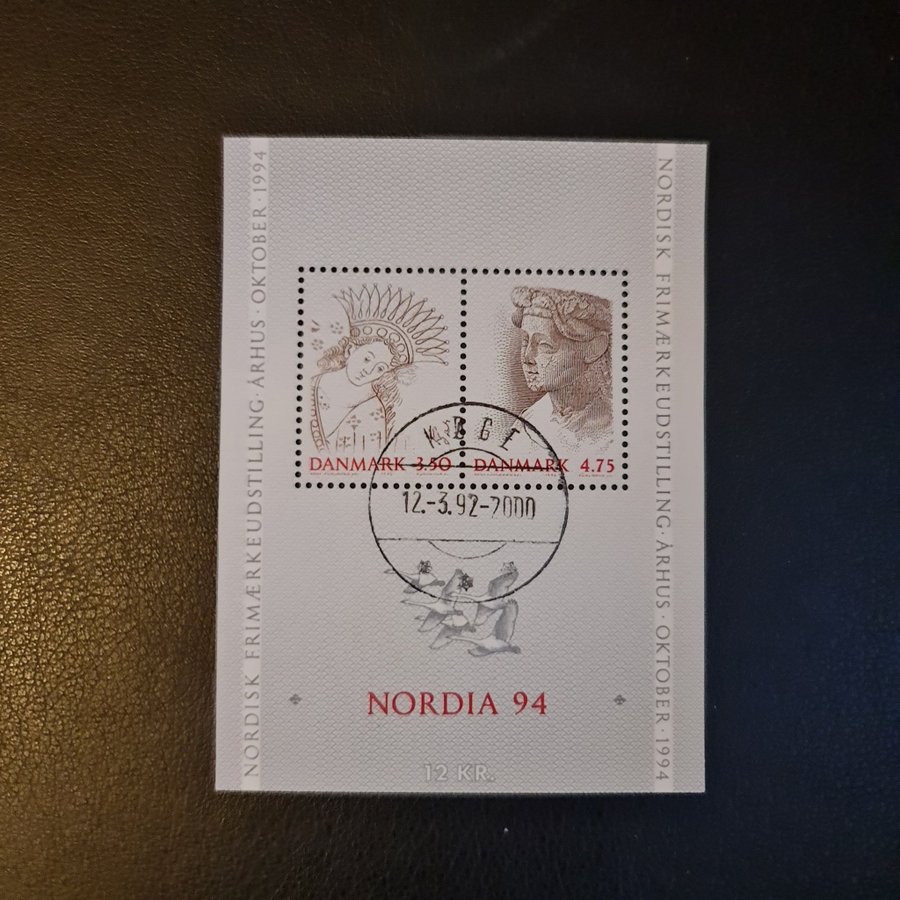 NORDISK FRIMÆRKEUDSTILLING · ÅRHUS · OKTOBER · 1994
NORDISK FRIMÆRKEUDSTILLING · ÅRHUS · OKTOBER · 1994
DANMARK 3.50
DANMARK 4.75
12.-3.92-2000
NORDIA 94
12 KR.